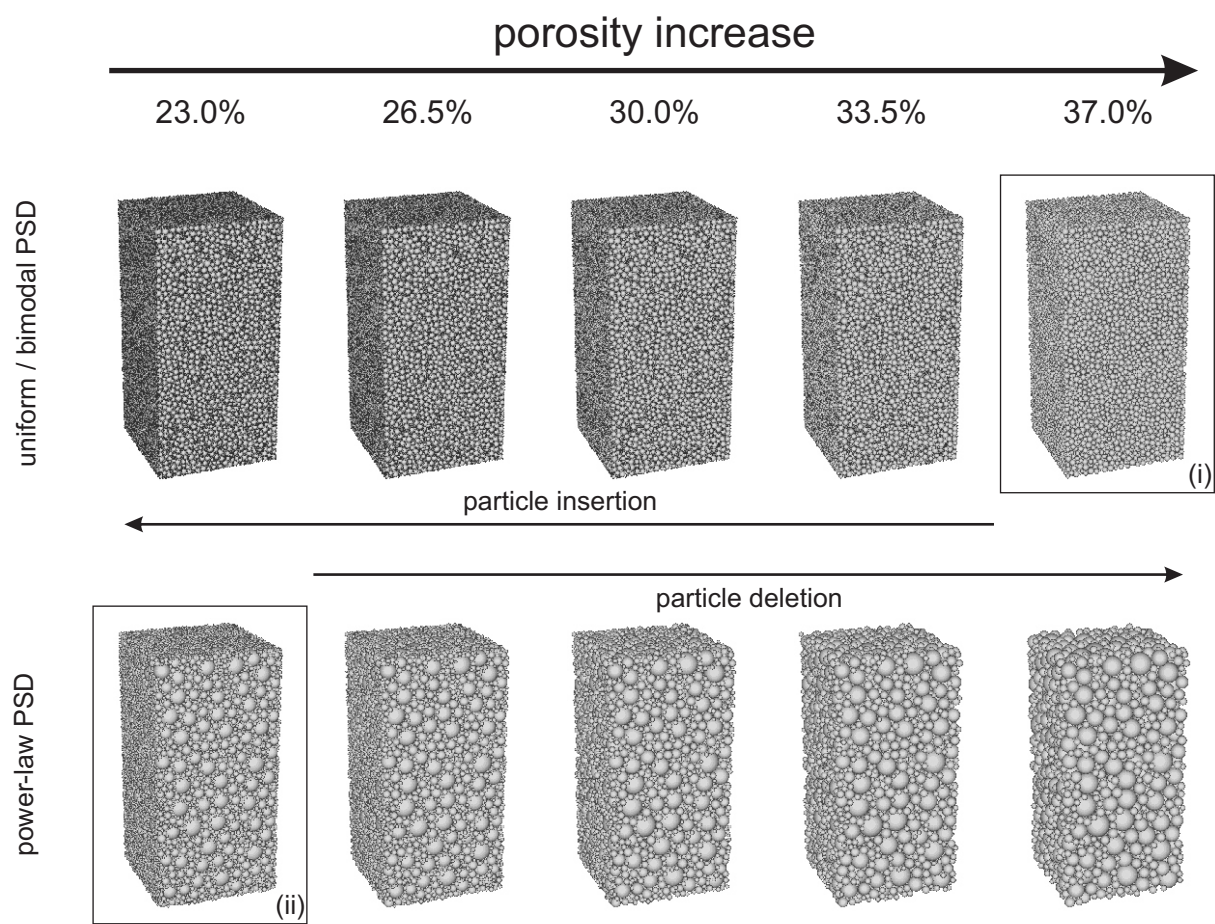 porosity increase
23.0% 26.5% 30.0% 33.5% 37.0%
uniform / bimodal PSD
(i)
particle insertion
particle deletion
power-law PSD
(ii)